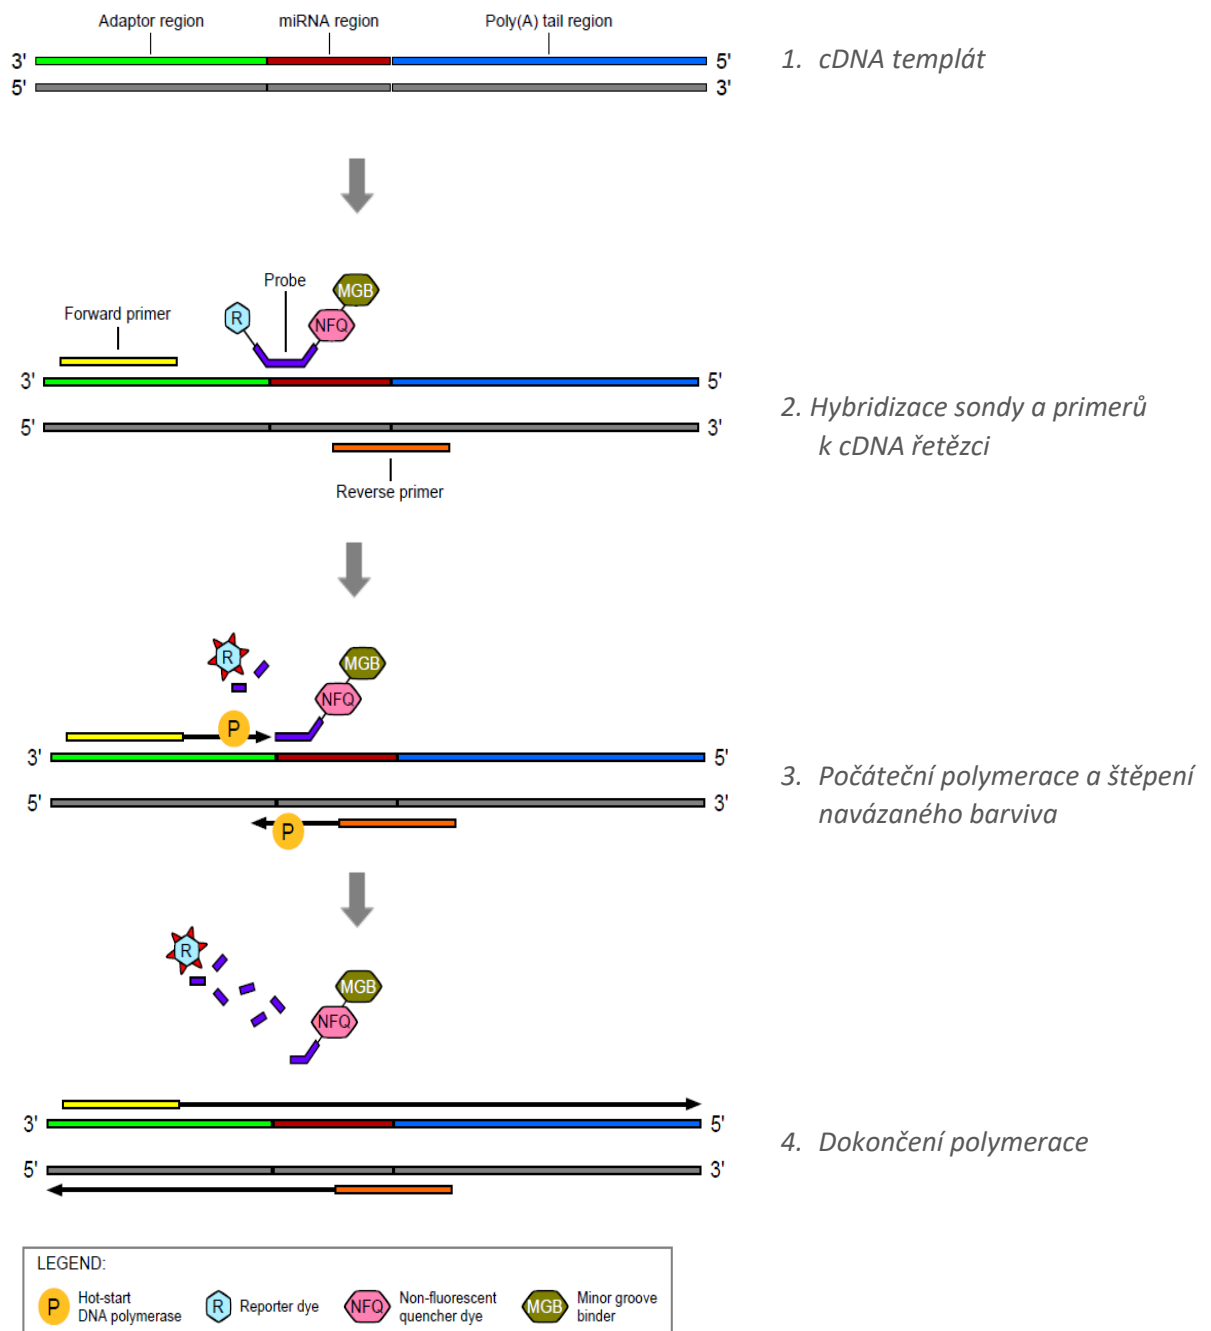 Adaptor region miRNA region Poly(A) tail region
3' 5'
5' 3'
1. cDNA templát
Probe
MGB
R
NFQ
Forward primer
3' 5'
5' 3'
Reverse primer
2. Hybridizace sondy a primerů
k cDNA řetězci
R
MGB
NFQ
P
3' 5'
5' 3'
P
3. Počáteční polymerace a štěpení
navázaného barviva
R
MGB
NFQ
3' 5'
5' 3'
4. Dokončení polymerace
LEGEND:
P Hot-start
DNA polymerase
R Reporter dye
NFQ Non-fluorescent
quencher dye
MGB Minor groove
binder